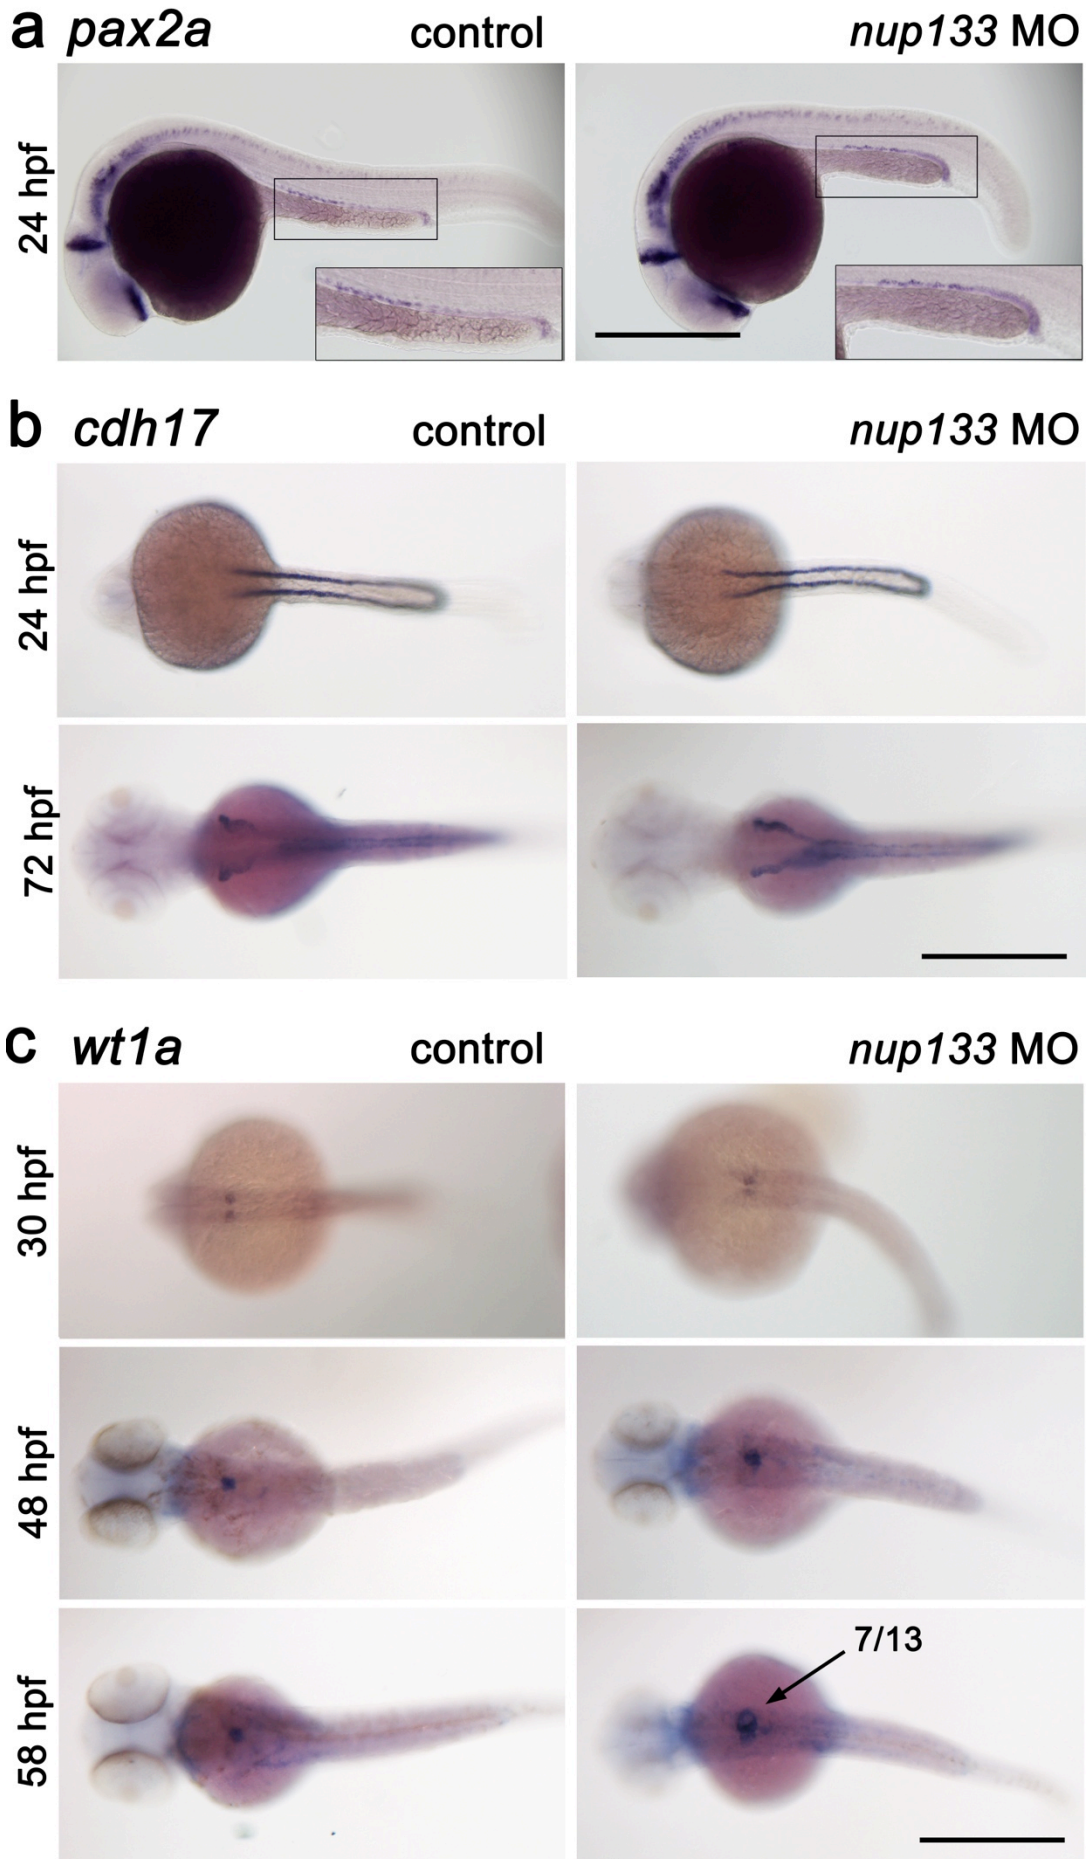 a pax2a control nup133 MO
24 hpf
b cdh17 control nup133 MO
24 hpf
72 hpf
c wt1a control nup133 MO
30 hpf
48 hpf
58 hpf
7/13